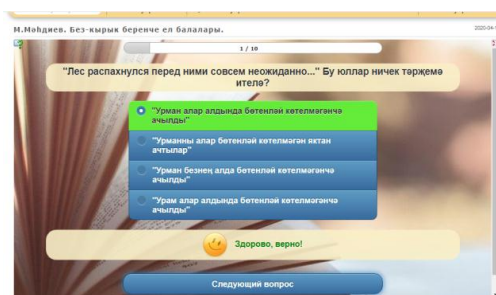 М.Мәһдиев. Без-кырык беренче ел балалары.
1 / 10
"Лес распахнулся перед ними совсем неожиданно..." Бу юллар ничек тәрҗемә
ителә?
"Урман алар алдында бөтенләй көтелмәгәнчә
ачылды"
"Урманны алар бөтенләй көтелмәгән яктан
ачтылар"
"Урман безнең алда бөтенләй көтелмәгәнчә
ачылды"
"Урам алар алдында бөтенләй көтелмәгәнчә
ачылды"
Здорово, верно!
Следующий вопрос